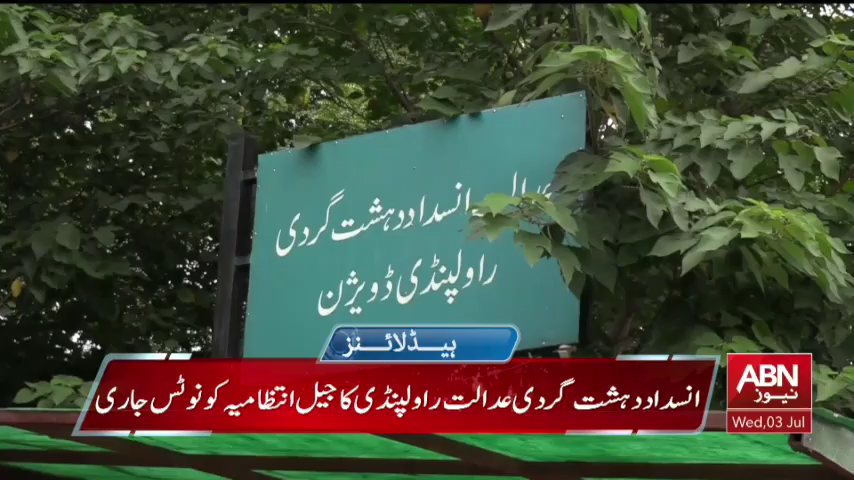 انسداد دہشت گردی
راولپنڈی ڈویژن
ہیڈلائنز
انسداد دہشت گردی عدالت راولپنڈی کا جیل انتظامیہ کو نوٹس جاری
ABN
نیوز
Wed,03 Jul